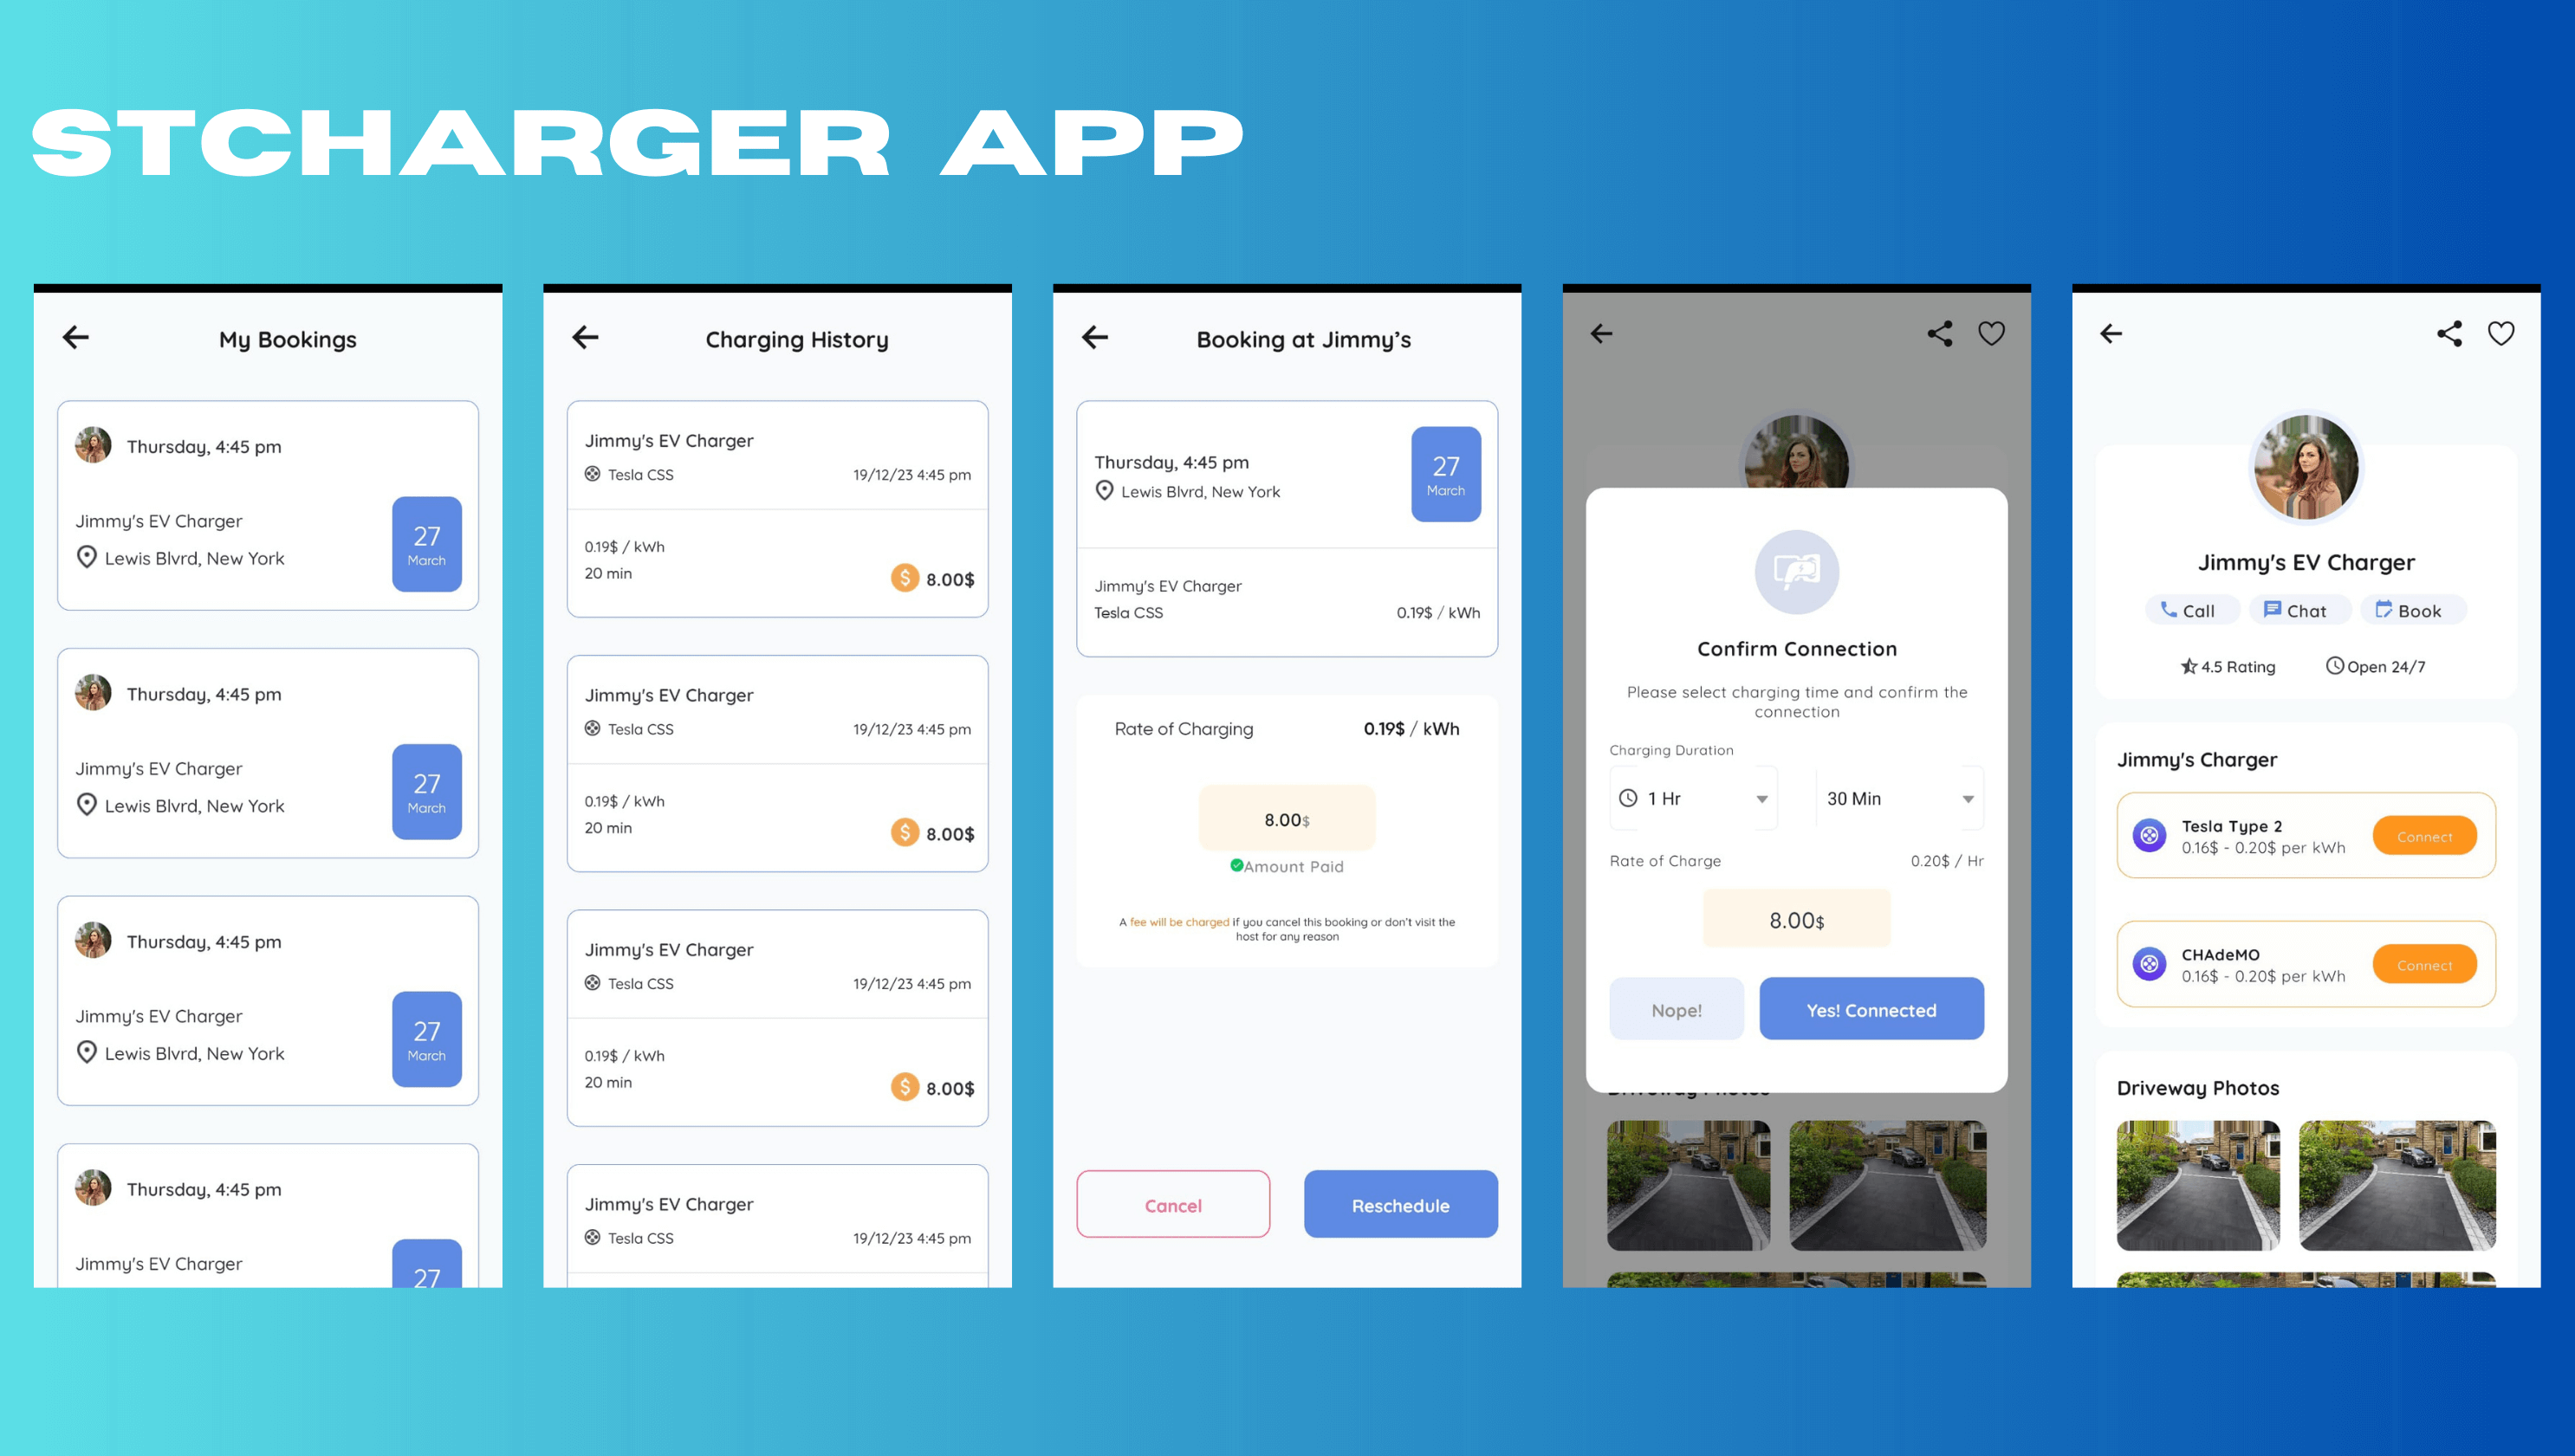 STCHARGER APP
My Bookings
Thursday, 4:45 pm
Jimmy's EV Charger
Lewis Blvrd, New York
27
March
Thursday, 4:45 pm
Jimmy's EV Charger
Lewis Blvrd, New York
27
March
Thursday, 4:45 pm
Jimmy's EV Charger
Lewis Blvrd, New York
27
March
Thursday, 4:45 pm
Jimmy's EV Charger
27
Charging History
Jimmy's EV Charger
Tesla CSS 19/12/23 4:45 pm
0.19$ / kWh
20 min
$ 8.00$
Jimmy's EV Charger
Tesla CSS 19/12/23 4:45 pm
0.19$ / kWh
20 min
$ 8.00$
Jimmy's EV Charger
Tesla CSS 19/12/23 4:45 pm
0.19$ / kWh
20 min
$ 8.00$
Jimmy's EV Charger
Tesla CSS 19/12/23 4:45 pm
Booking at Jimmy’s
Thursday, 4:45 pm
Lewis Blvrd, New York
27
March
Jimmy's EV Charger
Tesla CSS 0.19$ / kWh
Rate of Charging 0.19$ / kWh
8.00$
Amount Paid
A fee will be charged if you cancel this booking or don't visit the
host for any reason
Cancel Reschedule
Confirm Connection
Please select charging time and confirm the
connection
Charging Duration
1 Hr 30 Min
Rate of Charge 0.20$ / Hr
8.00$
Nope! Yes! Connected
Driveway Photos
Jimmy's EV Charger
Call Chat Book
4.5 Rating Open 24/7
Jimmy's Charger
Tesla Type 2
0.16$ - 0.20$ per kWh
Connect
CHAdeMO
0.16$ - 0.20$ per kWh
Connect
Driveway Photos